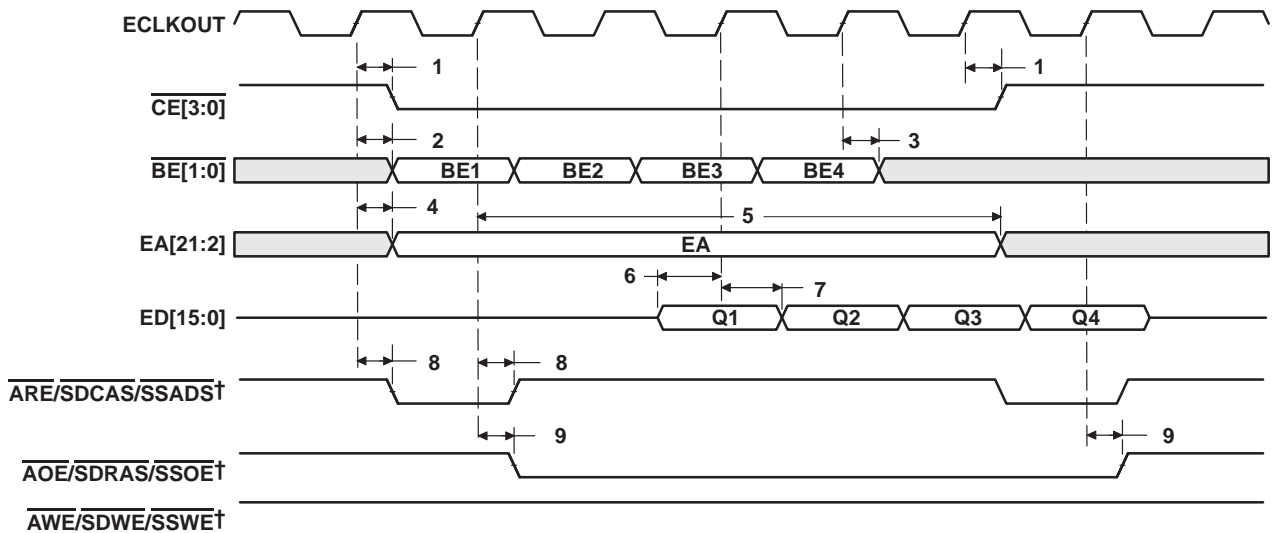 ECLKOUT
1 1
CE[3:0]
2 3
BE[1:0] BE1 BE2 BE3 BE4
4 5
EA[21:2] EA
6 7
ED[15:0] Q1 Q2 Q3 Q4
8 8
ARE/SDCAS/SSADS†
9 9
AOE/SDRAS/SSOE†
AWE/SDWE/SSWE†